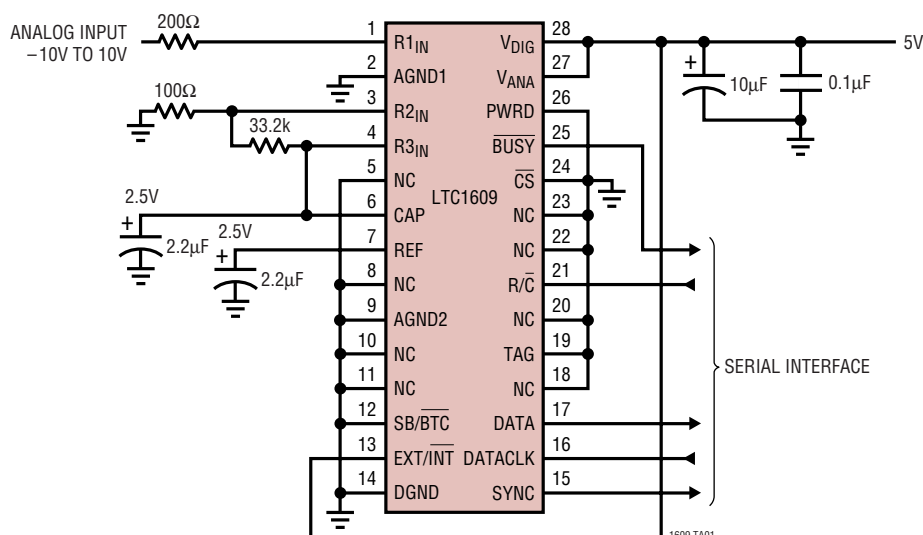 ANALOG INPUT
–10V TO 10V
200Ω
100Ω
33.2k
2.5V
2.2µF
2.5V
2.2µF
1
R1IN
2
AGND1
3
R2IN
4
R3IN
5
NC
6
CAP
7
REF
8
NC
9
AGND2
10
NC
11
NC
12
SB/BTC
13
EXT/INT
14
DGND
LTC1609
28
VDIG
27
VANA
26
PWRD
25
BUSY
24
CS
23
NC
22
NC
21
R/C
20
NC
19
TAG
18
NC
17
DATA
16
DATACLK
15
SYNC
5V
+
10µF
0.1µF
+
+
SERIAL INTERFACE
1609 TA01